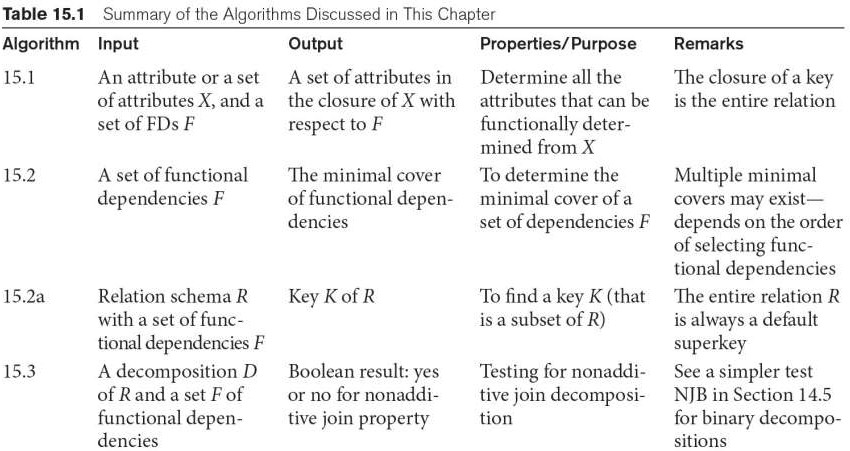 Table 15.1 Summary of the Algorithms Discussed in This Chapter
Algorithm Input Output Properties/Purpose Remarks
15.1 An attribute or a set A set of attributes in Determine all the The closure of a key
of attributes X, and a the closure of X with attributes that can be is the entire relation
set of FDs F respect to F functionally deter-
mined from X
15.2 A set of functional The minimal cover To determine the Multiple minimal
dependencies F of functional depen- minimal cover of a covers may exist—
dencies set of dependencies F depends on the order
of selecting func-
tional dependencies
15.2a Relation schema R Key K of R To find a key K (that The entire relation R
with a set of func- is a subset of R) is always a default
tional dependencies F superkey
15.3 A decomposition D Boolean result: yes Testing for nonaddi- See a simpler test
of R and a set F of or no for nonaddi- tive join decomposi- NJB in Section 14.5
functional depen- tive join property tion for binary decompo-
dencies sitions